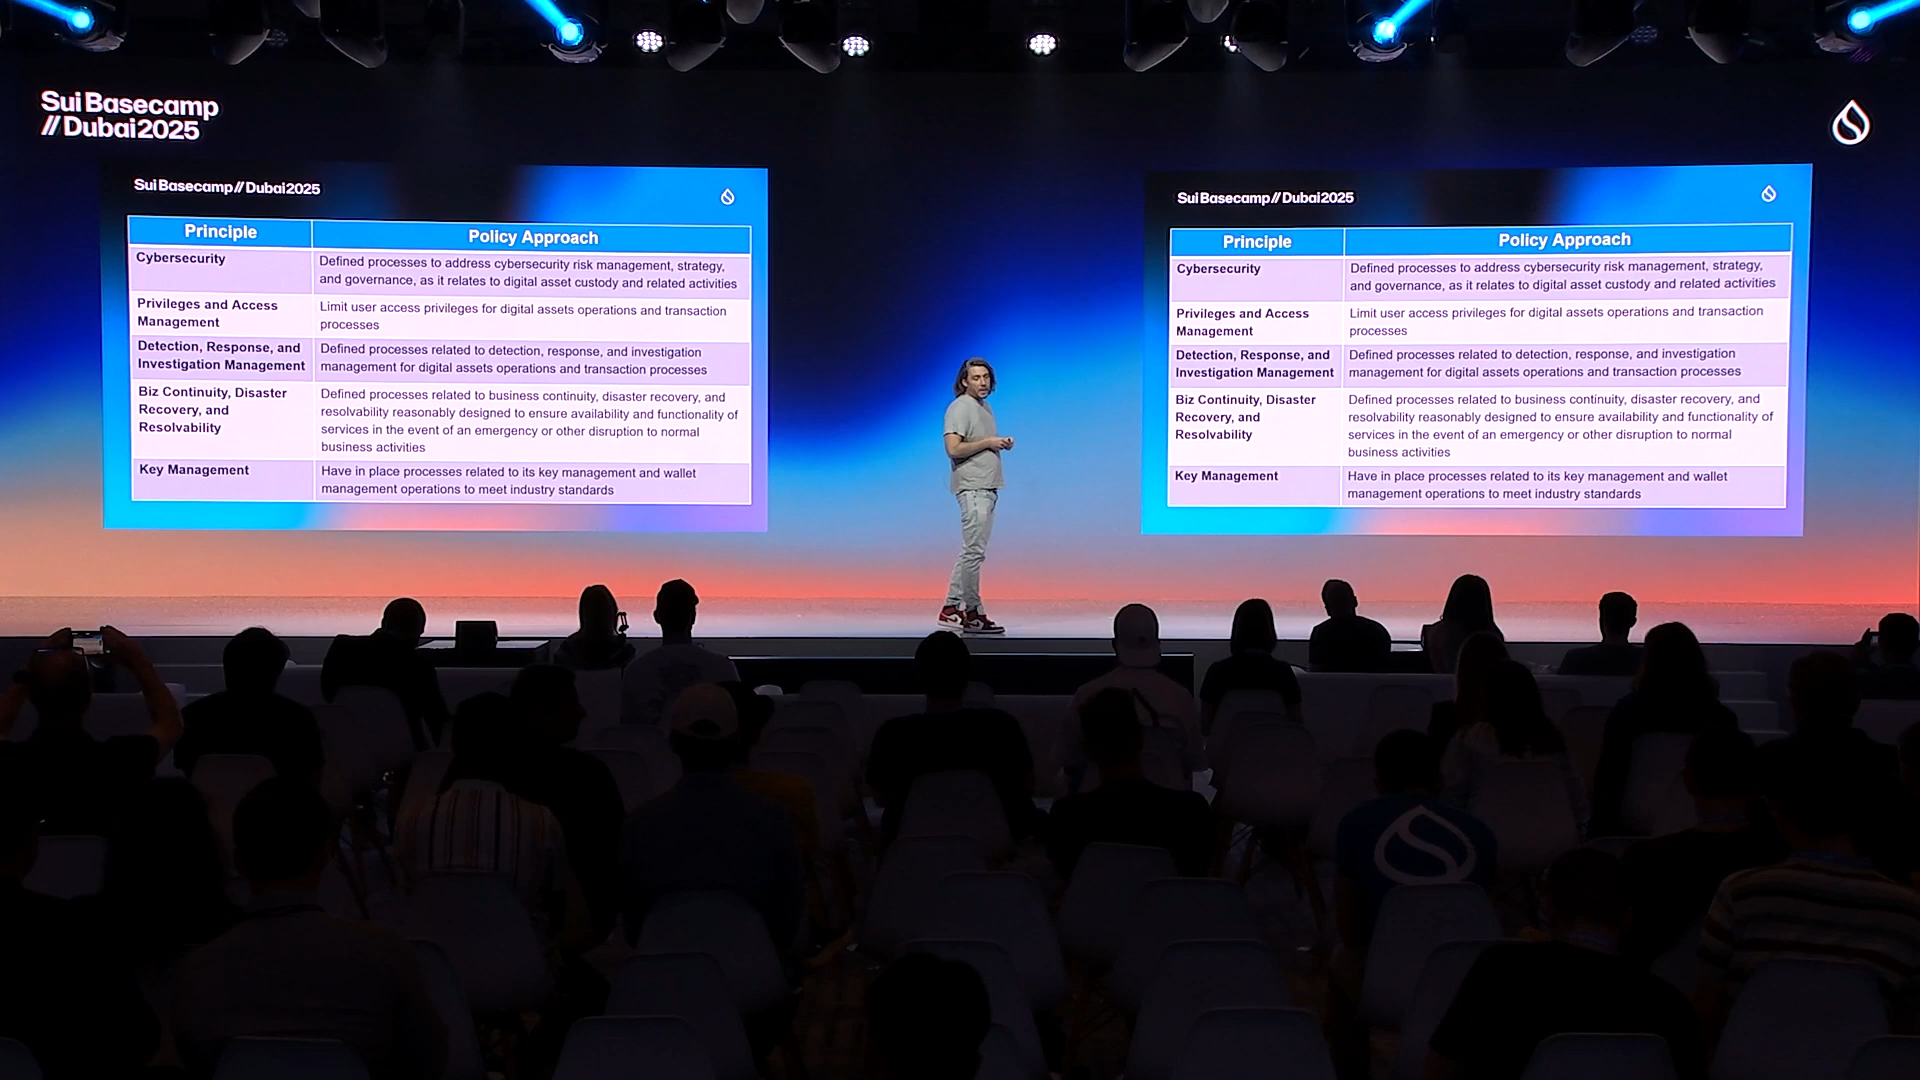 Sui Basecamp
//Dubai2025
Sui Basecamp//Dubai2025
Principle
Policy Approach
Cybersecurity
Defined processes to address cybersecurity risk management, strategy,
and governance, as it relates to digital asset custody and related activities
Privileges and Access
Management
Limit user access privileges for digital assets operations and transaction
processes
Detection, Response, and
Investigation Management
Defined processes related to detection, response, and investigation
management for digital assets operations and transaction processes
Biz Continuity, Disaster
Recovery, and
Resolvability
Defined processes related to business continuity, disaster recovery, and
resolvability reasonably designed to ensure availability and functionality of
services in the event of an emergency or other disruption to normal
business activities
Key Management
Have in place processes related to its key management and wallet
management operations to meet industry standards
Sui Basecamp//Dubai2025
Principle
Policy Approach
Cybersecurity
Defined processes to address cybersecurity risk management, strategy,
and governance, as it relates to digital asset custody and related activities
Privileges and Access
Management
Limit user access privileges for digital assets operations and transaction
processes
Detection, Response, and
Investigation Management
Defined processes related to detection, response, and investigation
management for digital assets operations and transaction processes
Biz Continuity, Disaster
Recovery, and
Resolvability
Defined processes related to business continuity, disaster recovery, and
resolvability reasonably designed to ensure availability and functionality of
services in the event of an emergency or other disruption to normal
business activities
Key Management
Have in place processes related to its key management and wallet
management operations to meet industry standards